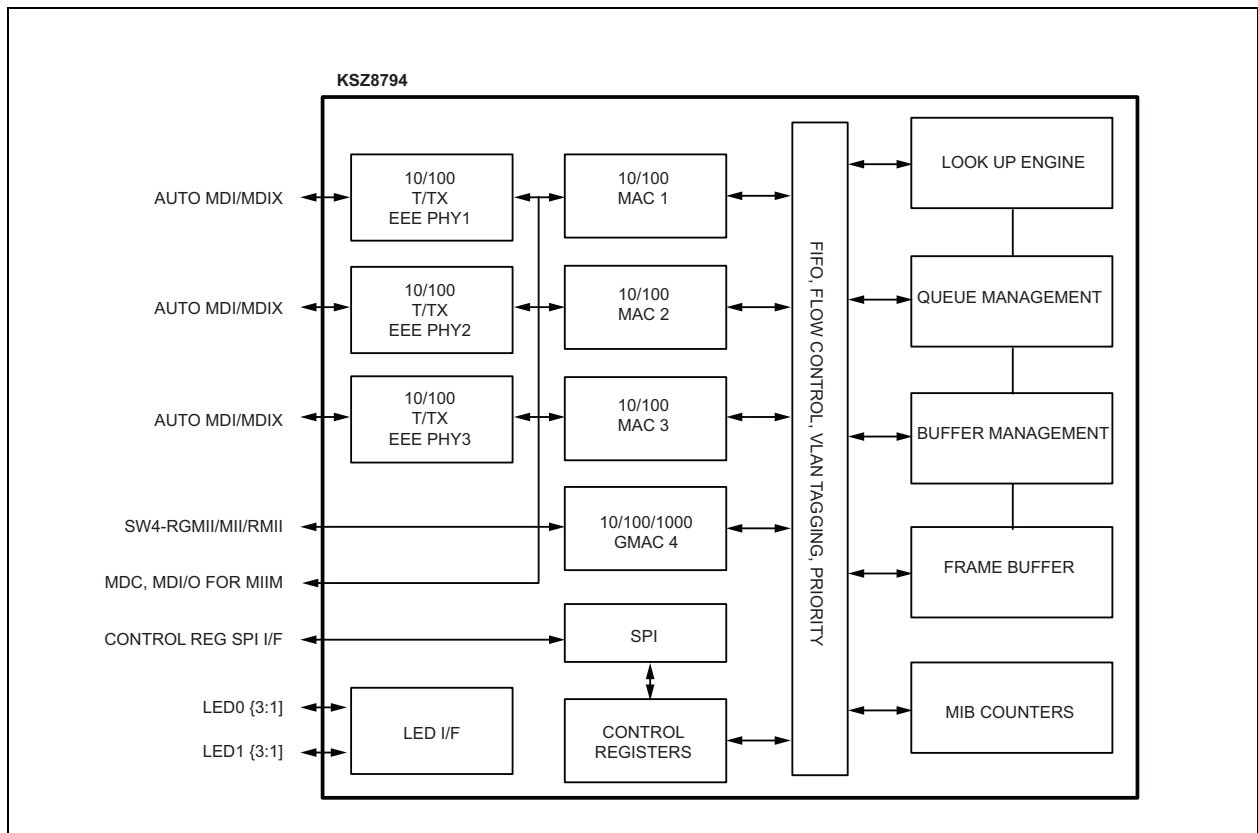 KSZ8794
AUTO MDI/MDIX
10/100
T/TX
EEE PHY1
10/100
MAC 1
LOOK UP ENGINE
AUTO MDI/MDIX
10/100
T/TX
EEE PHY2
10/100
MAC 2
QUEUE MANAGEMENT
AUTO MDI/MDIX
10/100
T/TX
EEE PHY3
10/100
MAC 3
BUFFER MANAGEMENT
FIFO, FLOW CONTROL, VLAN TAGGING, PRIORITY
SW4-RGMII/MII/RMII
10/100/1000
GMAC 4
FRAME BUFFER
MDC, MDI/O FOR MIIM
CONTROL REG SPI I/F
SPI
LED0 {3:1]
LED1 {3:1]
LED I/F
CONTROL
REGISTERS
MIB COUNTERS